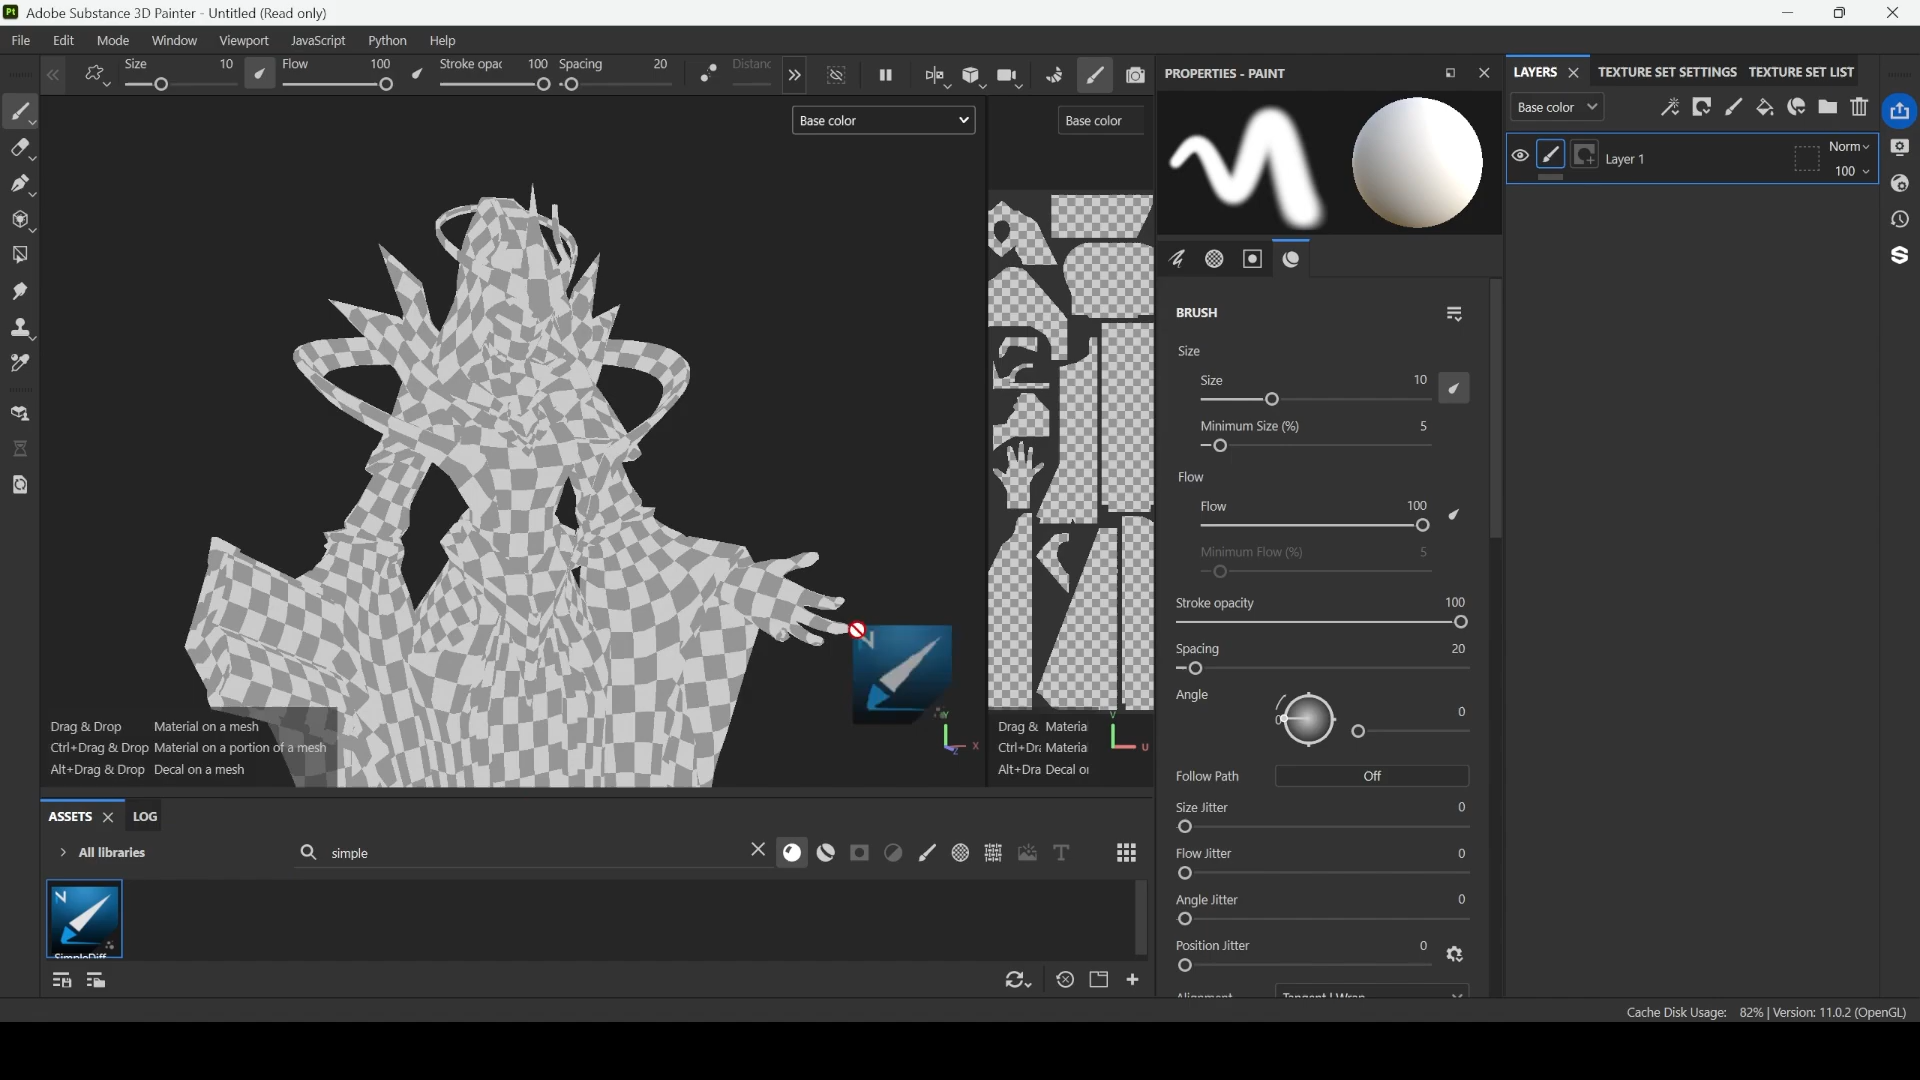 Pt Adobe Substance 3D Painter - Untitled (Read only)
File Edit Mode Window Viewport JavaScript Python Help
Size 10 Flow 100 Stroke opac 100 Spacing 20 Distanc
Base color
Base color
Drag & Drop Material on a mesh
Ctrl+Drag & Drop Material on a portion of a mesh
Alt+Drag & Drop Decal on a mesh
N
Y
X
Z
Drag & Materia
Ctrl+Dr Materia
Alt+Dra Decal o
V
U
ASSETS LOG
All libraries
simple
N
SimpleDiff
PROPERTIES - PAINT
BRUSH
Size
Size 10
Minimum Size (%) 5
Flow
Flow 100
Minimum Flow (%) 5
Stroke opacity 100
Spacing 20
Angle
0 0
Follow Path Off
Size Jitter 0
Flow Jitter 0
Angle Jitter 0
Position Jitter 0
Alignment Tangent | Wrap
LAYERS TEXTURE SET SETTINGS TEXTURE SET LIST
Base color
Layer 1 Norm
100
Cache Disk Usage: 82% | Version: 11.0.2 (OpenGL)